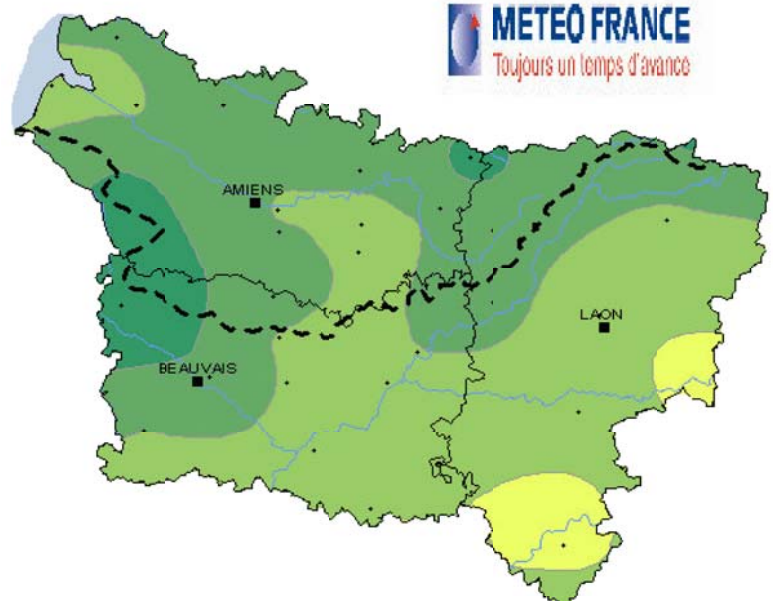 METEO FRANCE
Toujours un temps d'avance
AMIENS
LAON
BEAUVAIS